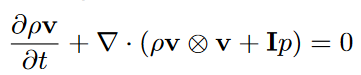 ∂ρ𝐯/∂t + ∇ · (ρ𝐯 ⊗ 𝐯 + 𝐈p) = 0